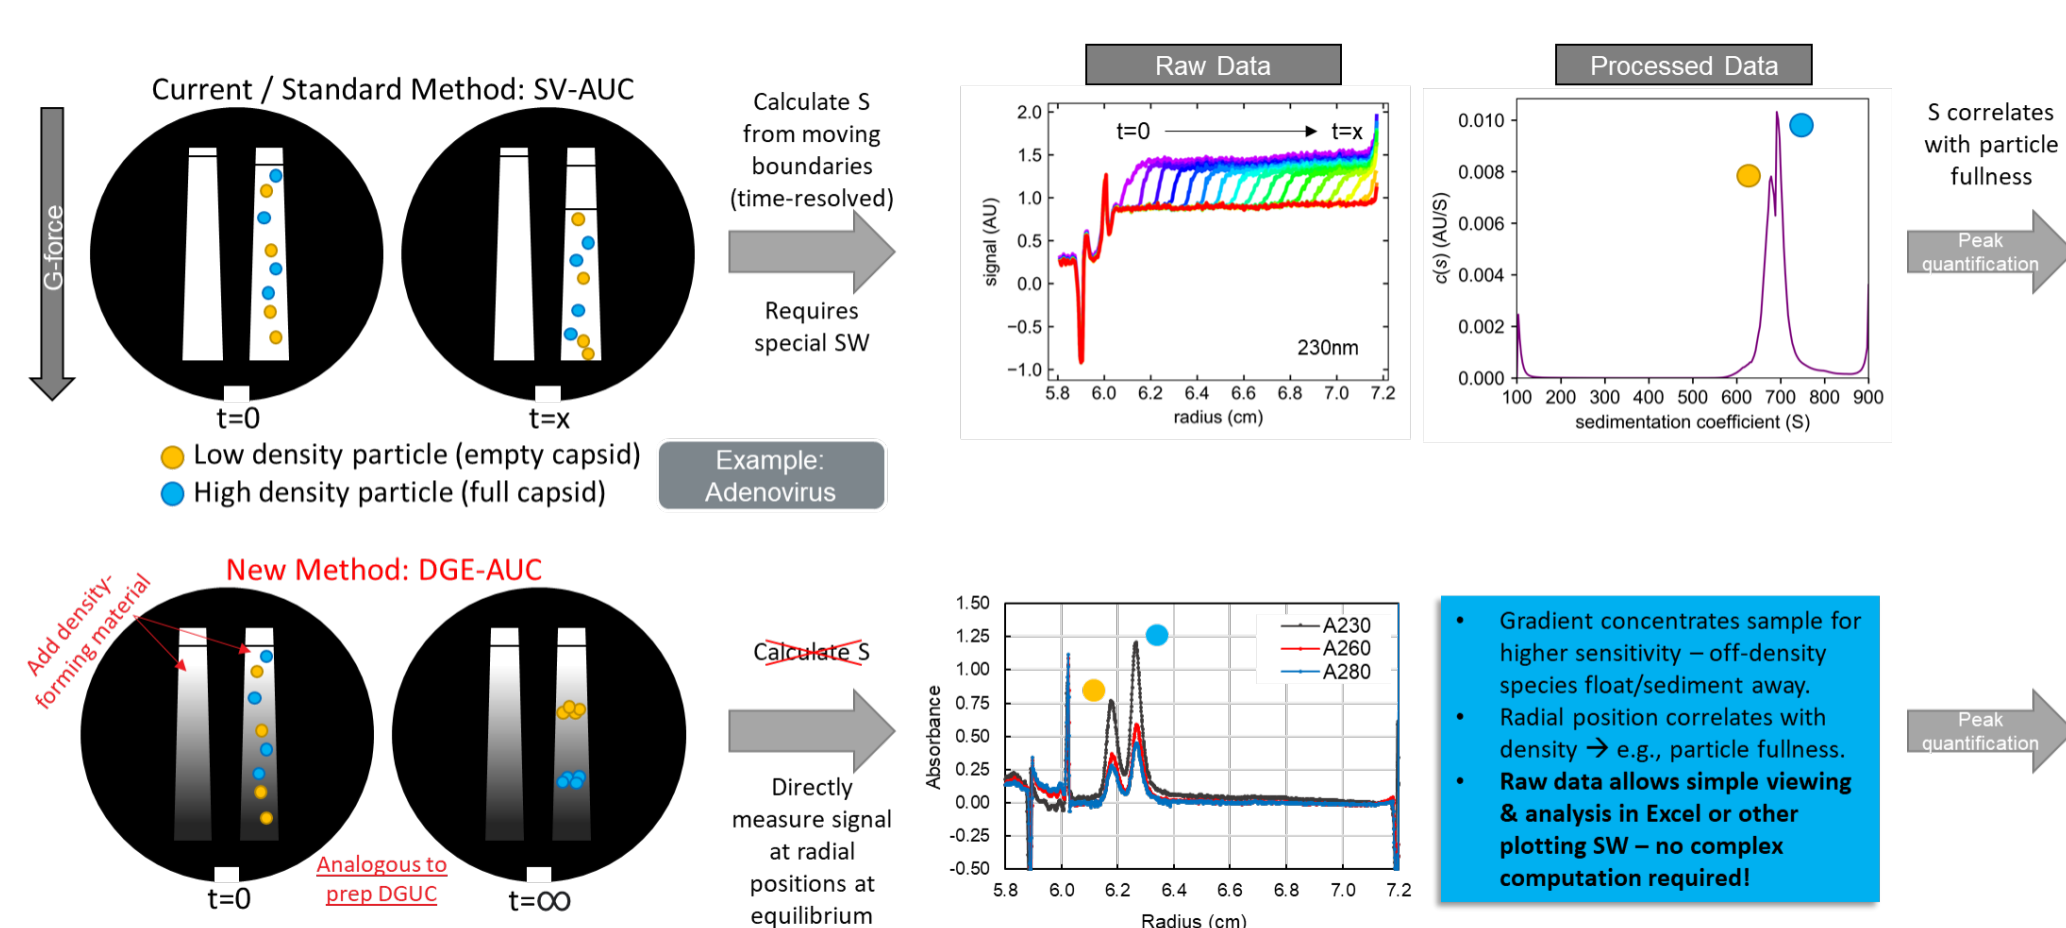 Current / Standard Method: SV-AUC
G-force
t=0
t=x
Low density particle (empty capsid)
High density particle (full capsid)
Example:
Adenovirus
Calculate S
from moving
boundaries
(time-resolved)
Requires
special SW
Raw Data
2.0
1.5
1.0
0.5
0.0
−0.5
−1.0
signal (AU)
t=0
t=x
230nm
5.8 6.0 6.2 6.4 6.6 6.8 7.0 7.2
radius (cm)
Processed Data
0.010
0.008
0.006
0.004
0.002
0.000
c(s) (AU/S)
100 200 300 400 500 600 700 800 900
sedimentation coefficient (S)
S correlates
with particle
fullness
Peak
quantification
New Method: DGE-AUC
Add density-
forming material
t=0
Analogous to
prep DGUC
t=∞
Calculate S
Directly
measure signal
at radial
positions at
equilibrium
1.50
1.25
1.00
0.75
0.50
0.25
0.00
-0.25
-0.50
Absorbance
A230
A260
A280
5.8 6.0 6.2 6.4 6.6 6.8 7.0 7.2
Radius (cm)
• Gradient concentrates sample for
higher sensitivity – off-density
species float/sediment away.
• Radial position correlates with
density → e.g., particle fullness.
• Raw data allows simple viewing
& analysis in Excel or other
plotting SW – no complex
computation required!
Peak
quantification